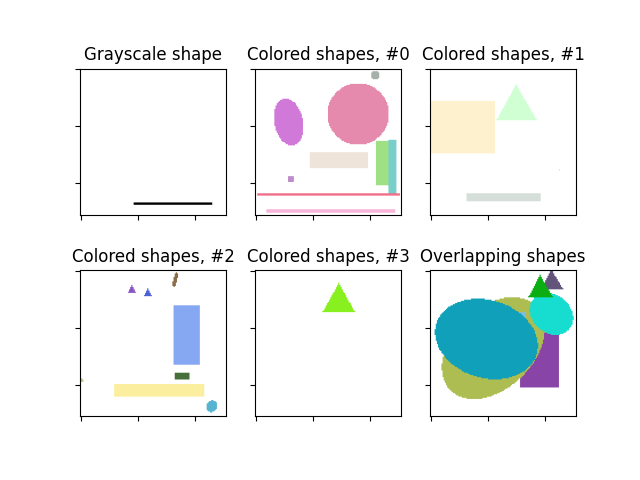 Grayscale shape
Colored shapes, #0
Colored shapes, #1
Colored shapes, #2
Colored shapes, #3
Overlapping shapes